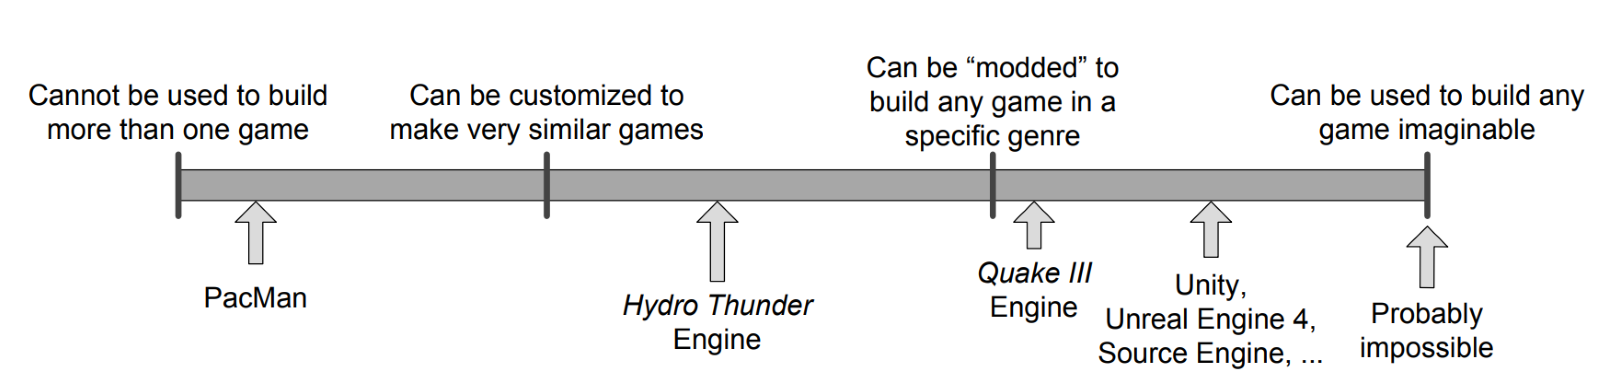 Cannot be used to build
more than one game
Can be customized to
make very similar games
Can be “modded” to
build any game in a
specific genre
Can be used to build any
game imaginable
PacMan
Hydro Thunder
Engine
Quake III
Engine
Unity,
Unreal Engine 4,
Source Engine, ...
Probably
impossible